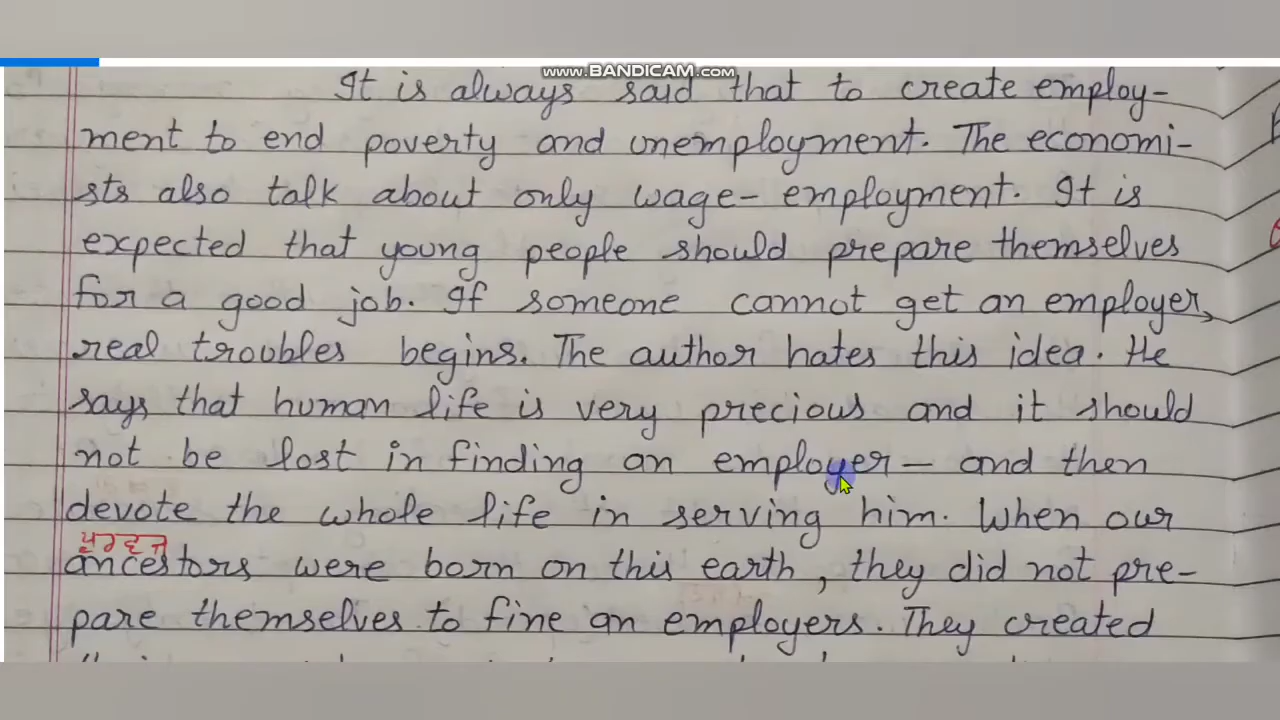 www.BANDICAM.com
It is always said that to create employ-
ment to end poverty and unemployment. The economi-
sts also talk about only wage-employment. It is
expected that young people should prepare themselves
for a good job. If someone cannot get an employer,
real troubles begins. The author hates this idea. He
says that human life is very precious and it should
not be lost in finding an employer- and then
devote the whole life in serving him. When our
ਪੂਰਵਜ
ancestors were born on this earth, they did not pre-
pare themselves to fine an employers. They created